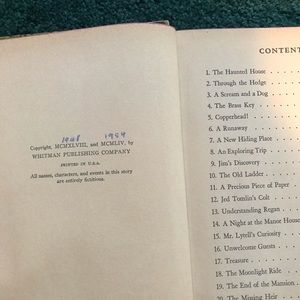 1948 1954
Copyright, MCMXLVIII, and MCMLIV, by
WHITMAN PUBLISHING COMPANY
PRINTED IN U.S.A.
All names, characters, and events in this story
are entirely fictitious.
CONTENT
1. The Haunted House
2. Through the Hedge
3. A Scream and a Dog
4. The Brass Key
5. Copperhead!
6. A Runaway
7. A New Hiding Place
8. An Exploring Trip
9. Jim's Discovery
10. The Old Ladder
11. A Precious Piece of Paper
12. Jed Tomlin's Colt
13. Understanding Regan
14. A Night at the Manor House
15. Mr. Lytell's Curiosity
16. Unwelcome Guests
17. Treasure
18. The Moonlight Ride
19. The End of the Mansion
20. The Missing Heir